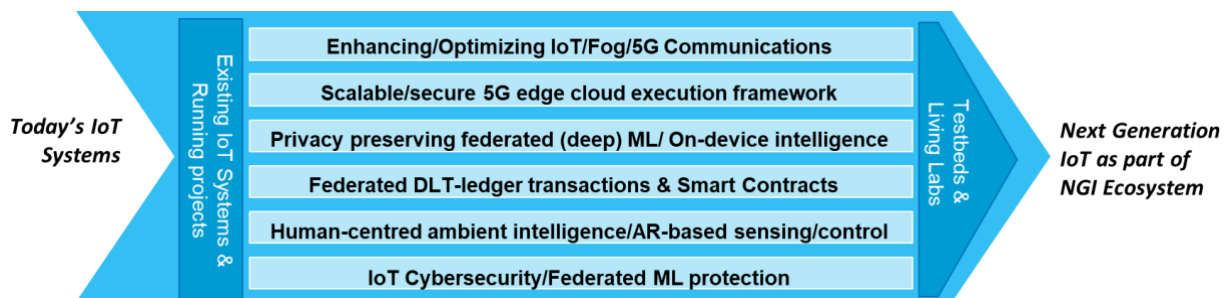 Today's IoT
Systems
Existing IoT Systems &
Running projects
Enhancing/Optimizing IoT/Fog/5G Communications
Scalable/secure 5G edge cloud execution framework
Privacy preserving federated (deep) ML/ On-device intelligence
Federated DLT-ledger transactions & Smart Contracts
Human-centred ambient intelligence/AR-based sensing/control
IoT Cybersecurity/Federated ML protection
Testbeds &
Living Labs
Next Generation
IoT as part of
NGI Ecosystem